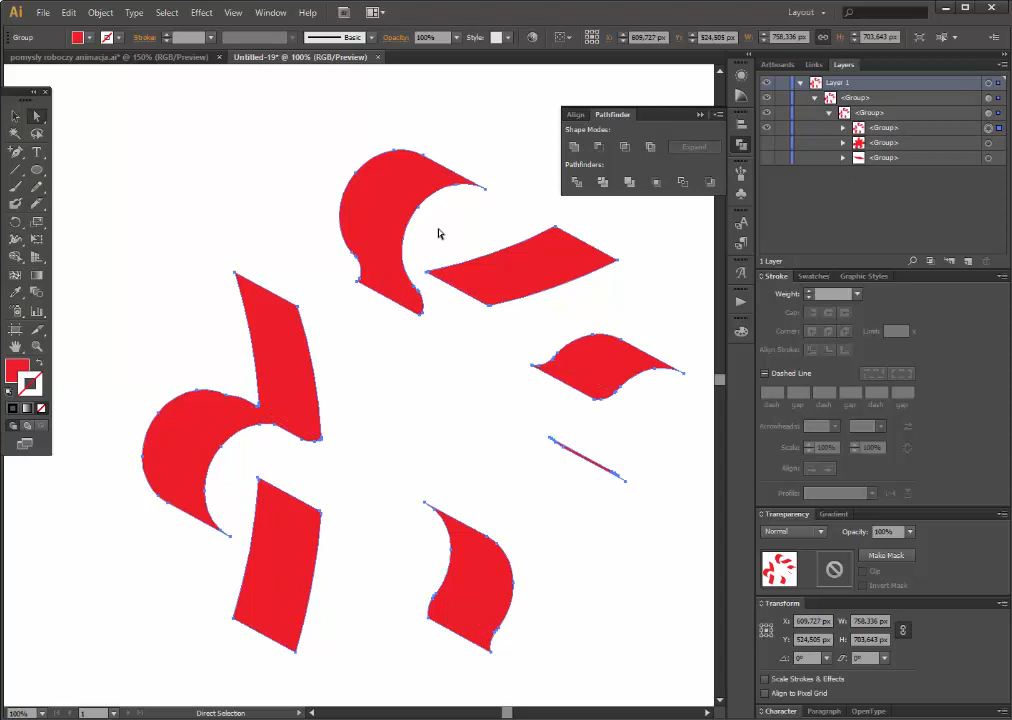 Ai File Edit Object Type Select Effect View Window Help Layout
Group Stroke: Basic Opacity: 100% Style: X: 609,727 px Y: 524,505 px W: 758,336 px H: 703,643 px
pomysły roboczy animacja.ai* @ 150% (RGB/Preview) × Untitled-19* @ 100% (RGB/Preview) ×
Artboards Links Layers
Layer 1
<Group>
<Group>
<Group>
<Group>
<Group>
1 Layer
Align Pathfinder
Shape Modes:
Expand
Pathfinders:
Stroke Swatches Graphic Styles
Weight:
Cap:
Corner: Limit: x
Align Stroke:
Dashed Line
dash gap dash gap dash gap
Arrowheads:
Scale: 100% 100%
Align:
Profile:
Transparency Gradient
Normal Opacity: 100%
Make Mask
Clip
Invert Mask
Transform
X: 609,727 px W: 758,336 px
Y: 524,505 px H: 703,643 px
0° 0°
Scale Strokes & Effects
Align to Pixel Grid
Character Paragraph OpenType
100% 1 Direct Selection